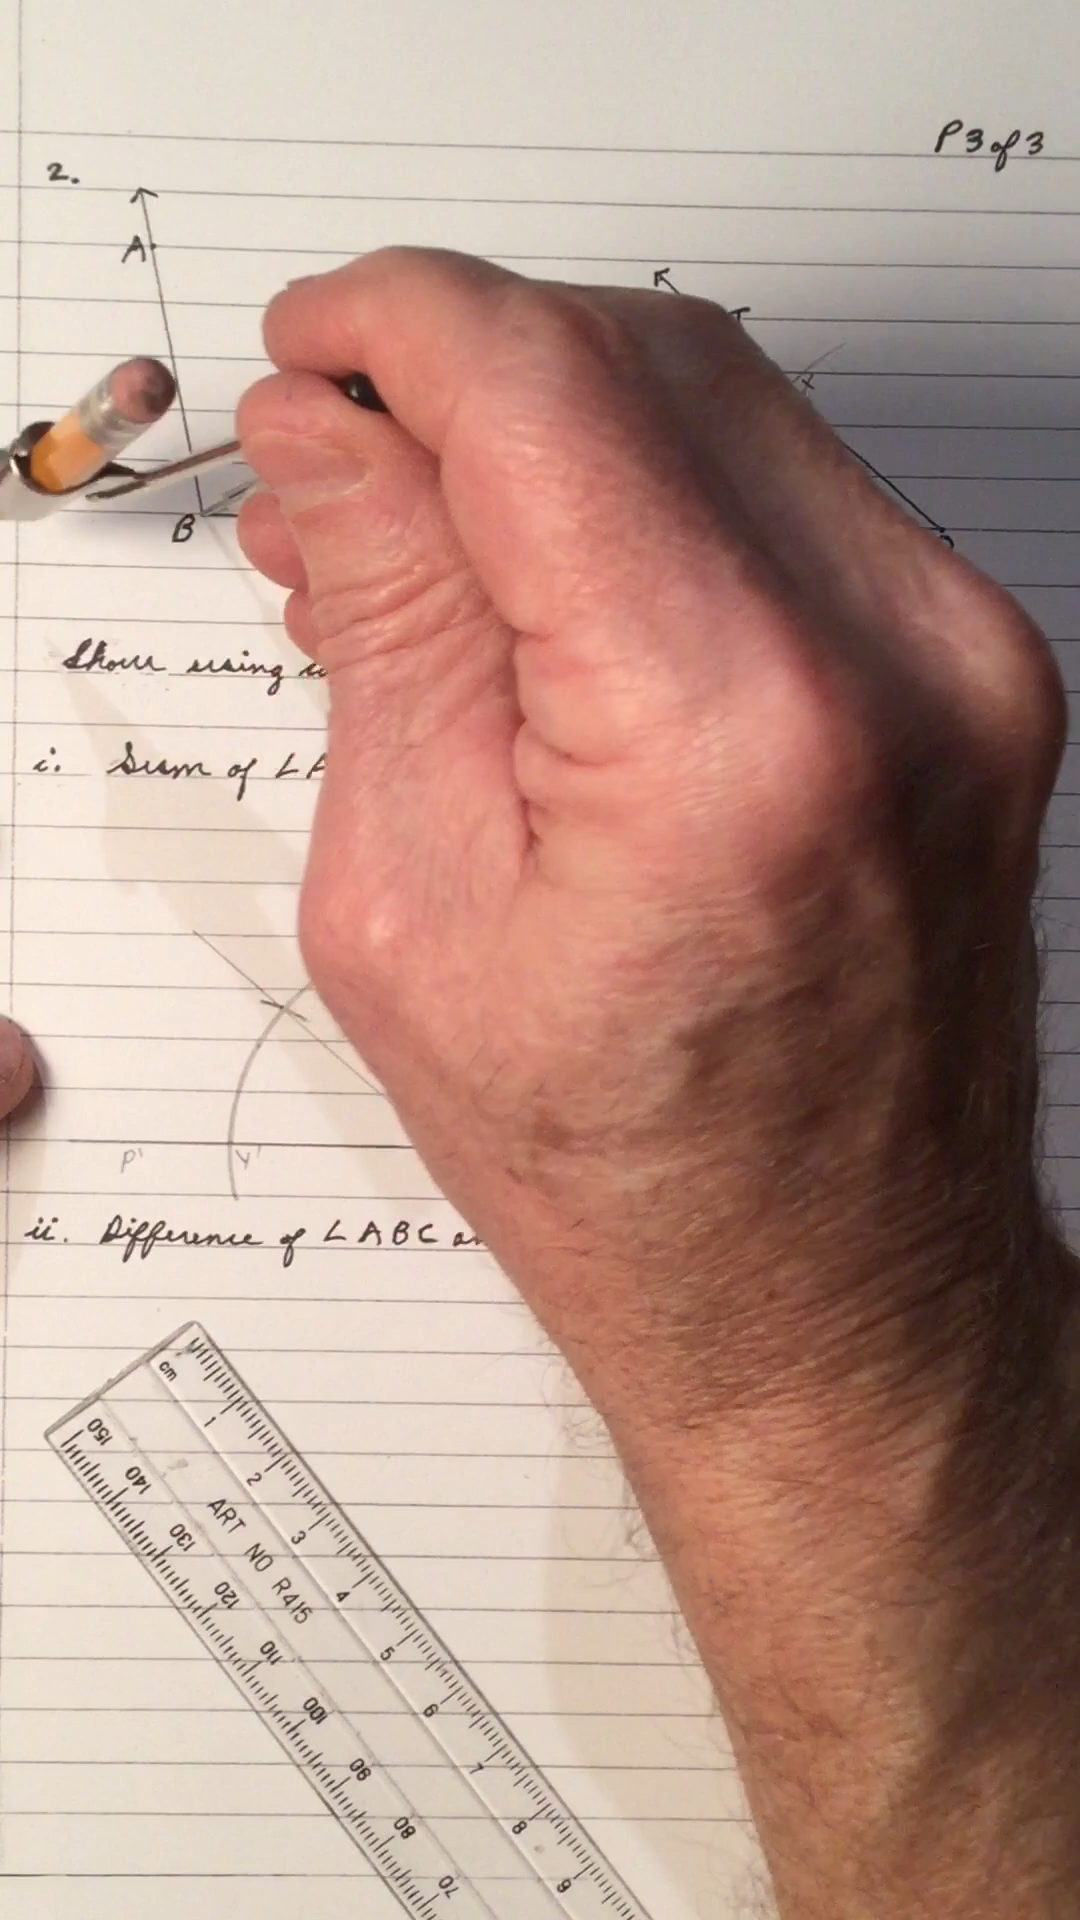 P 3 of 3
2.
A
B
X
Show using
i. Sum of ∠A
P' Y'
ii. Difference of ∠ABC
cm 1 2 3 4 5 6 7 8 9
ART NO R415
150 140 130 120 110 100 90 80 70